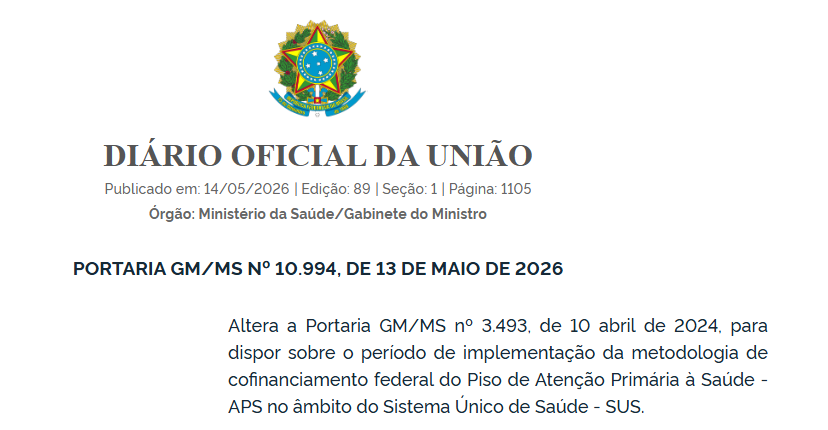 DIÁRIO OFICIAL DA UNIÃO
Publicado em: 14/05/2026 | Edição: 89 | Seção: 1 | Página: 1105
Órgão: Ministério da Saúde/Gabinete do Ministro
PORTARIA GM/MS Nº 10.994, DE 13 DE MAIO DE 2026
Altera a Portaria GM/MS nº 3.493, de 10 abril de 2024, para
dispor sobre o período de implementação da metodologia de
cofinanciamento federal do Piso de Atenção Primária à Saúde -
APS no âmbito do Sistema Único de Saúde - SUS.